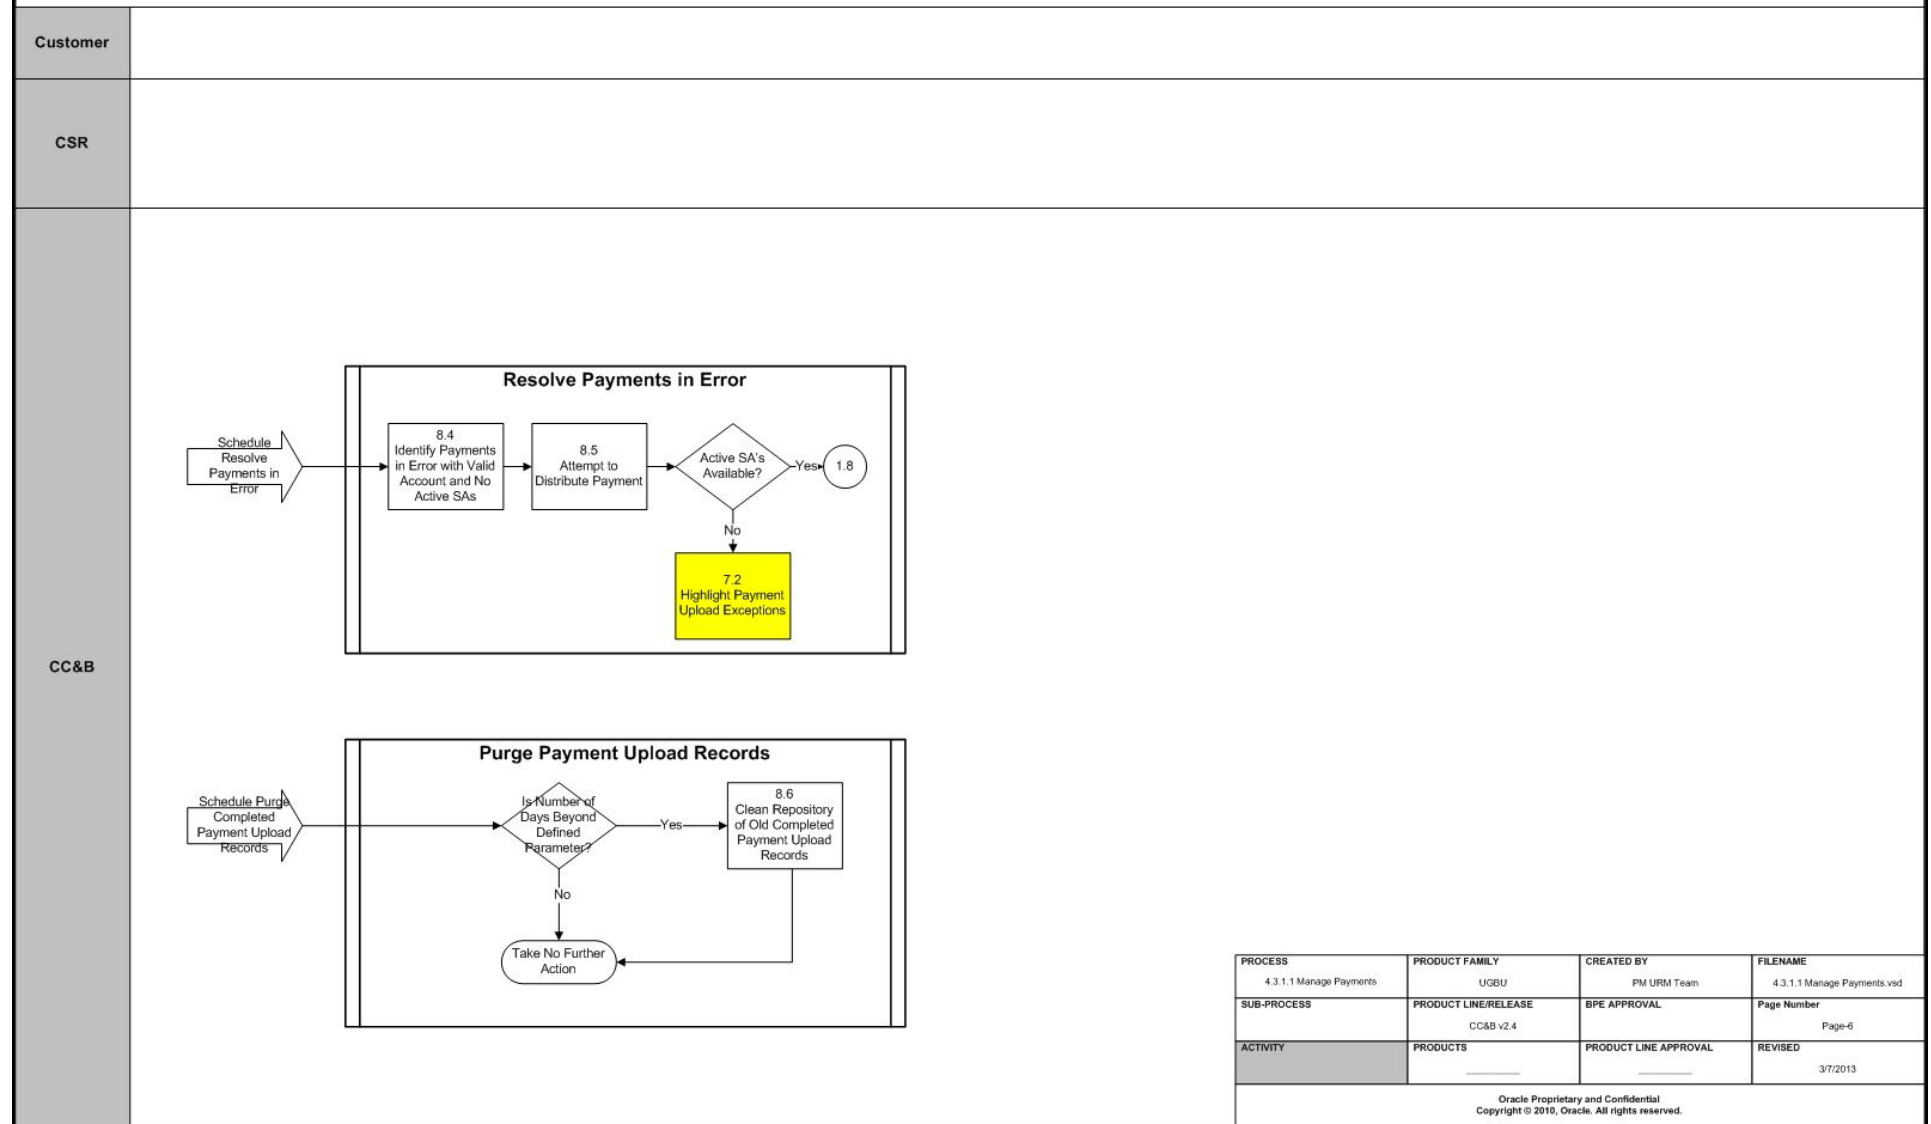 Customer
CSR
CC&B
Resolve Payments in Error
Schedule
Resolve
Payments in
Error
8.4
Identify Payments
in Error with Valid
Account and No
Active SAs
8.5
Attempt to
Distribute Payment
Active SA's
Available?
Yes
1.8
No
7.2
Highlight Payment
Upload Exceptions
Purge Payment Upload Records
Schedule Purge
Completed
Payment Upload
Records
Is Number of
Days Beyond
Defined
Parameter?
Yes
8.6
Clean Repository
of Old Completed
Payment Upload
Records
No
Take No Further
Action
PROCESS
4.3.1.1 Manage Payments
PRODUCT FAMILY
UGBU
CREATED BY
PM URM Team
FILENAME
4.3.1.1 Manage Payments.vsd
SUB-PROCESS
PRODUCT LINE/RELEASE
CC&B v2.4
BPE APPROVAL
Page Number
Page-6
ACTIVITY
PRODUCTS
PRODUCT LINE APPROVAL
REVISED
3/7/2013
Oracle Proprietary and Confidential
Copyright © 2010, Oracle. All rights reserved.